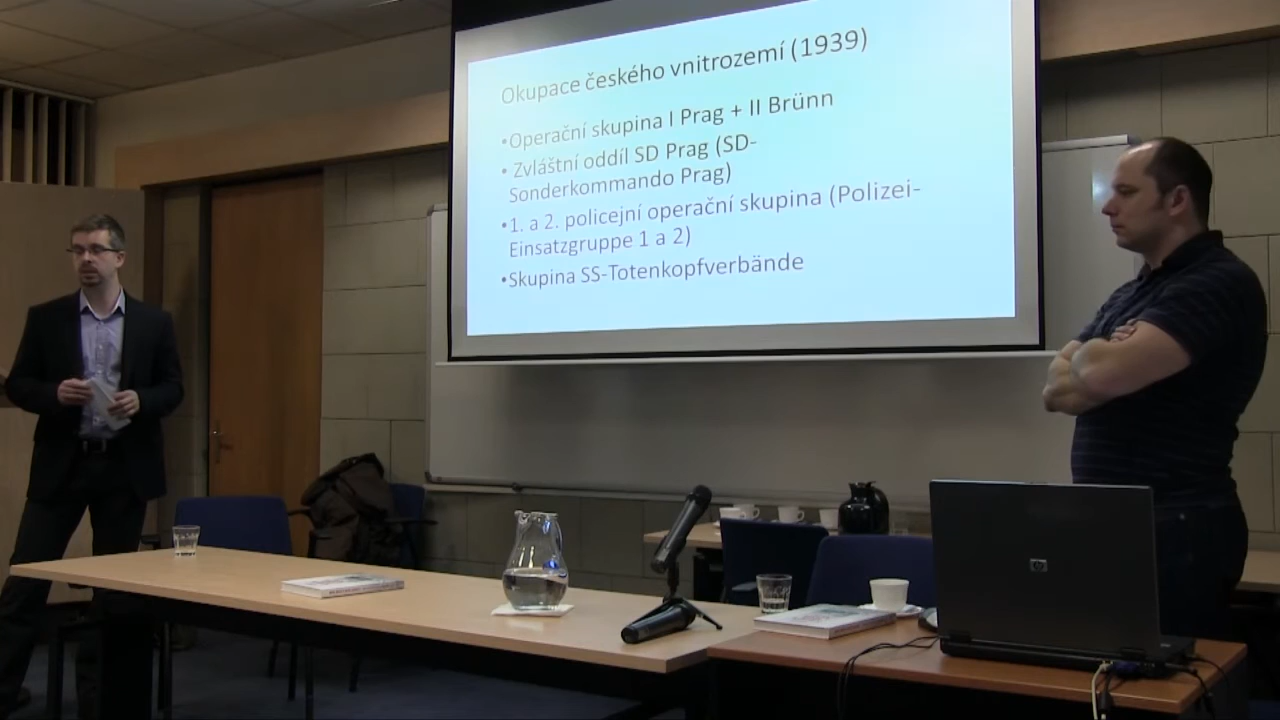 Okupace českého vnitrozemí (1939)
•Operační skupina I Prag + II Brünn
• Zvláštní oddíl SD Prag (SD-
Sonderkommando Prag)
•1. a 2. policejní operační skupina (Polizei-
Einsatzgruppe 1 a 2)
•Skupina SS-Totenkopfverbände
hp